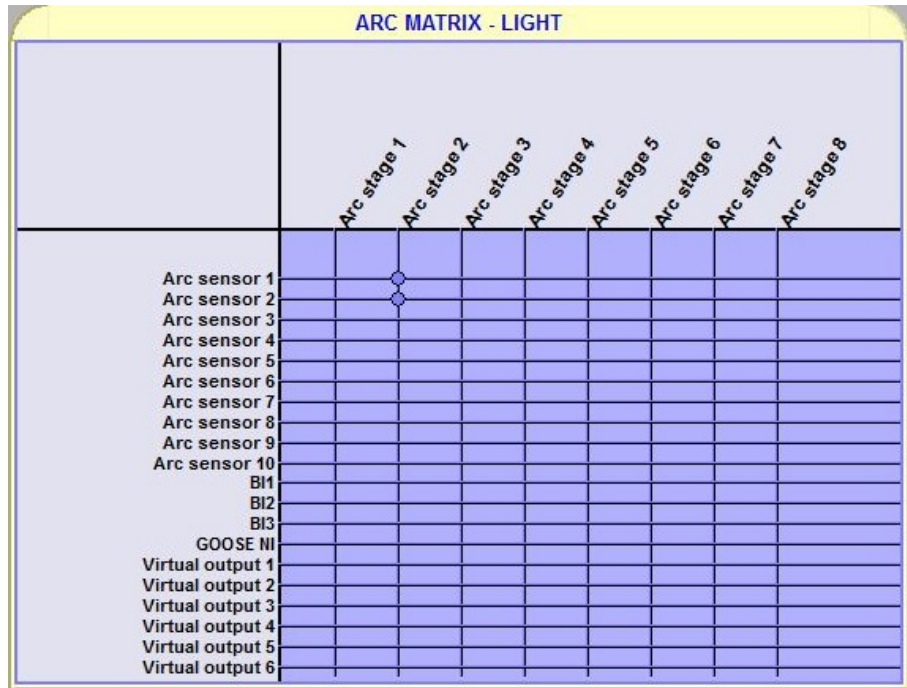 ARC MATRIX - LIGHT
Arc stage 1
Arc stage 2
Arc stage 3
Arc stage 4
Arc stage 5
Arc stage 6
Arc stage 7
Arc stage 8
Arc sensor 1
Arc sensor 2
Arc sensor 3
Arc sensor 4
Arc sensor 5
Arc sensor 6
Arc sensor 7
Arc sensor 8
Arc sensor 9
Arc sensor 10
BI1
BI2
BI3
GOOSE NI
Virtual output 1
Virtual output 2
Virtual output 3
Virtual output 4
Virtual output 5
Virtual output 6